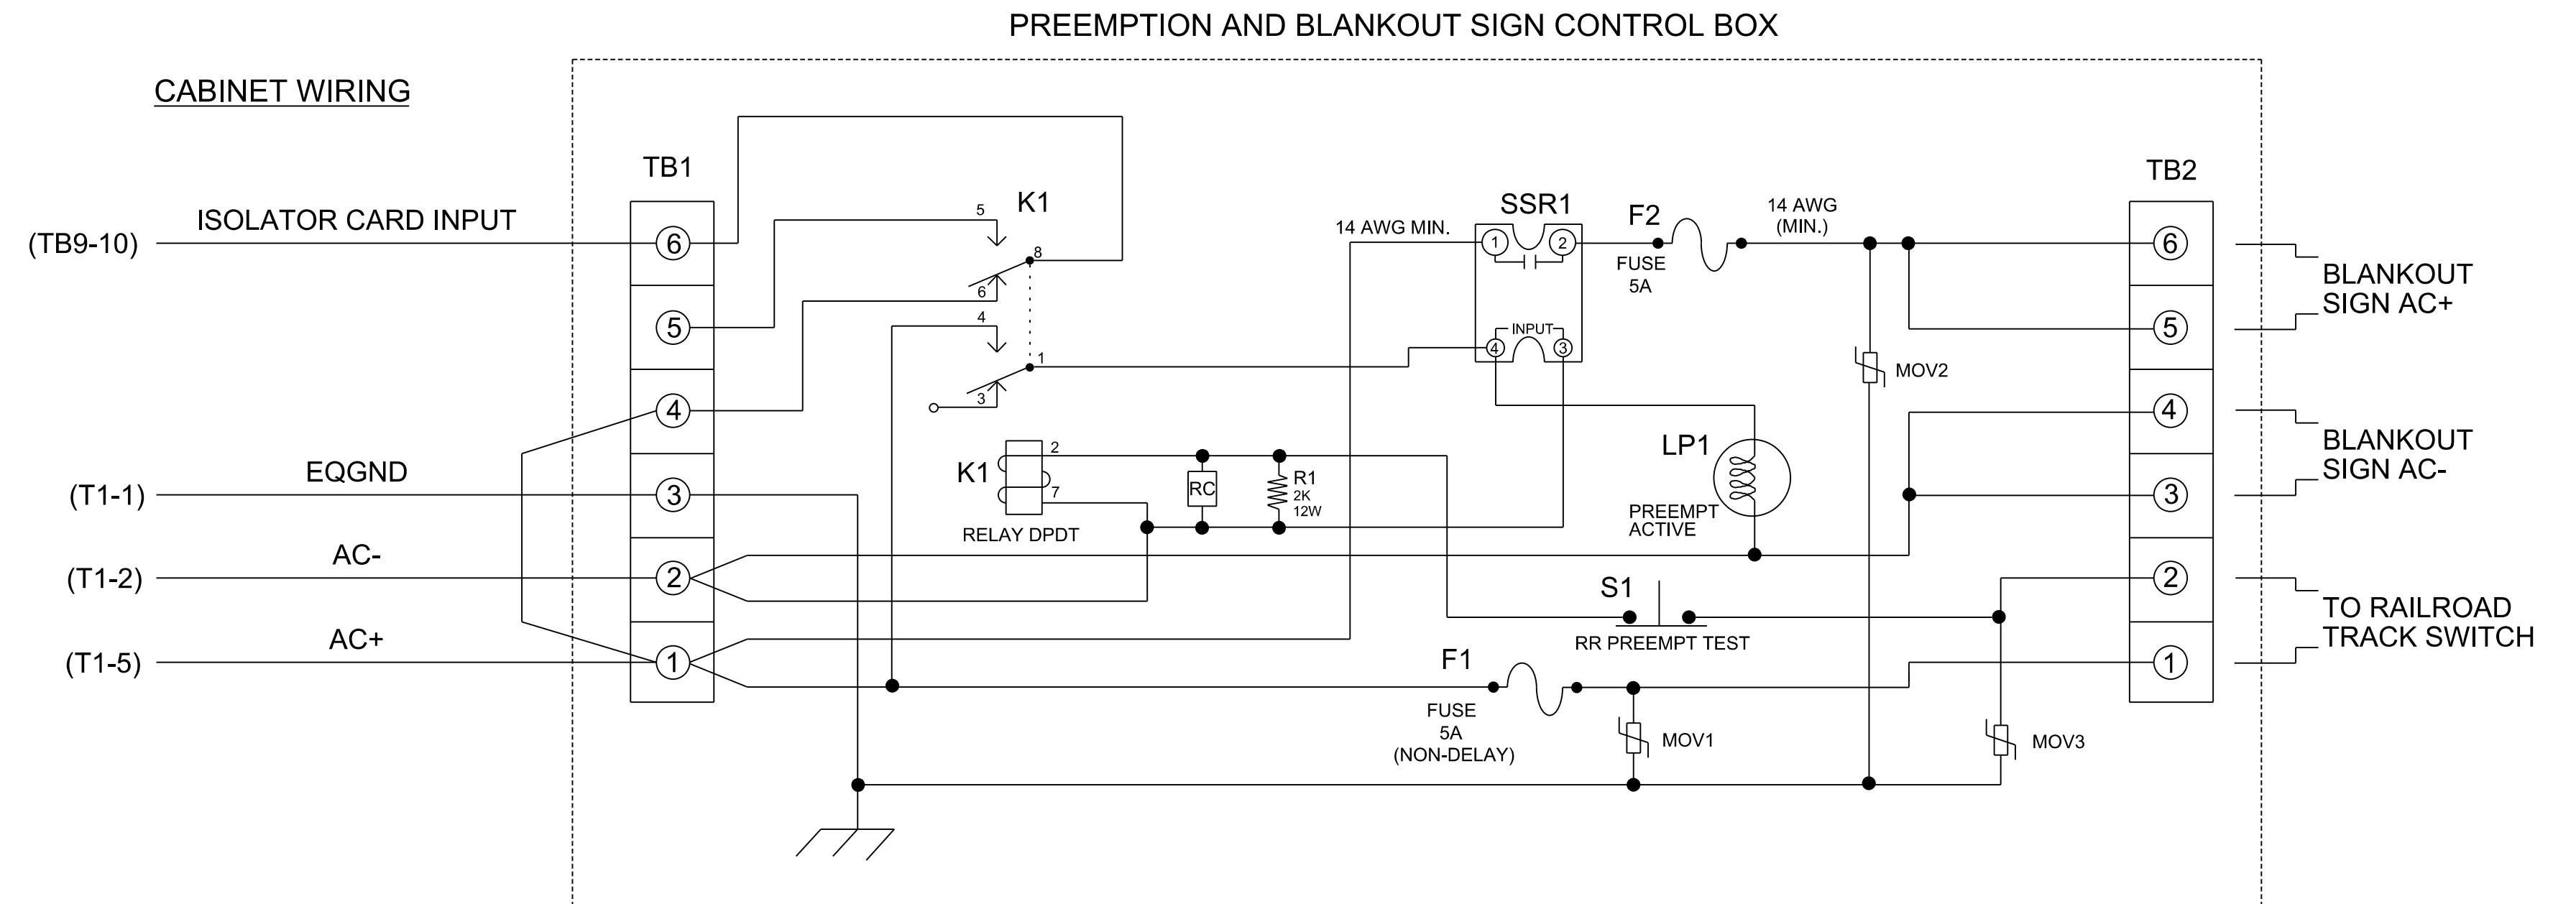 PREEMPTION AND BLANKOUT SIGN CONTROL BOX
CABINET WIRING
TB1
TB2
K1
SSR1
F2
14 AWG
(MIN.)
14 AWG MIN.
ISOLATOR CARD INPUT
(TB9-10)
6
5
8
6
1
2
FUSE
5A
6
BLANKOUT
SIGN AC+
5
4
1
3
INPUT
4
3
MOV2
5
4
K1
2
7
RELAY DPDT
RC
R1
2K
12W
LP1
PREEMPT
ACTIVE
4
BLANKOUT
SIGN AC-
EQGND
(T1-1)
3
3
AC-
(T1-2)
2
S1
RR PREEMPT TEST
2
TO RAILROAD
TRACK SWITCH
AC+
(T1-5)
1
F1
FUSE
5A
(NON-DELAY)
MOV1
MOV3
1